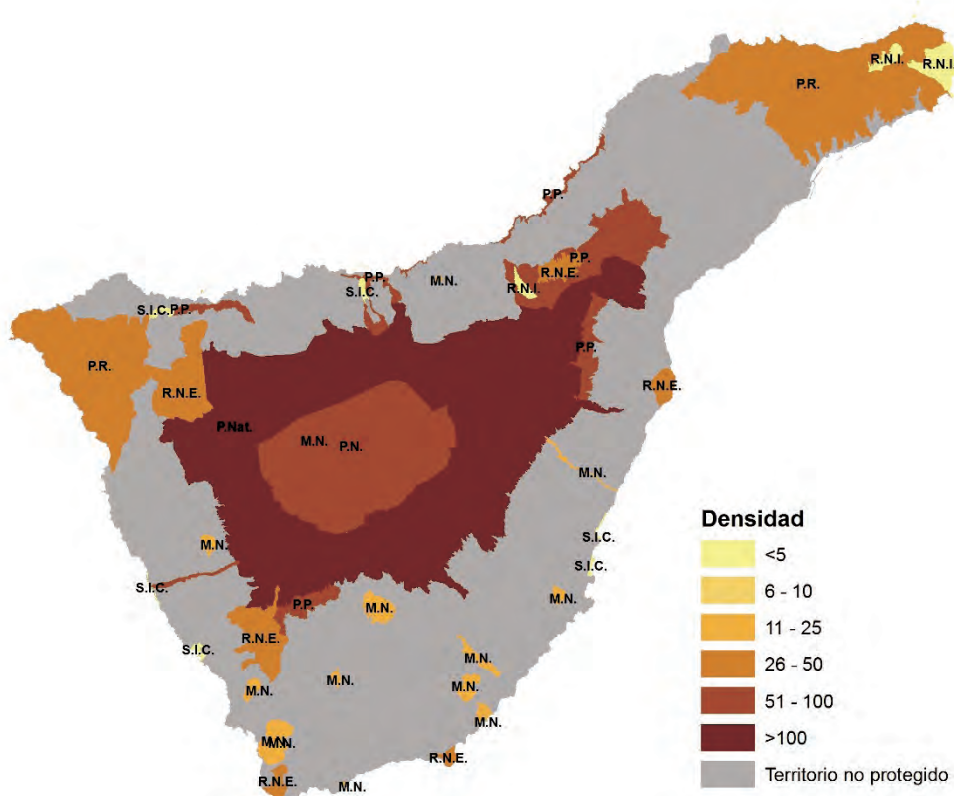 R.N.I.
R.N.I.
P.R.
P.P.
P.P.
R.N.E.
R.N.I.
M.N.
P.P.
S.I.C.
S.I.C.
P.P.
P.R.
R.N.E.
P.P.
R.N.E.
P.Nat.
M.N.
P.N.
M.N.
S.I.C.
S.I.C.
M.N.
M.N.
S.I.C.
P.P.
M.N.
R.N.E.
S.I.C.
M.N.
M.N.
M.N.
M.N.
M.N.
M.N.
M.N.
R.N.E.
R.N.E.
M.N.
Densidad
<5
6 - 10
11 - 25
26 - 50
51 - 100
>100
Territorio no protegido